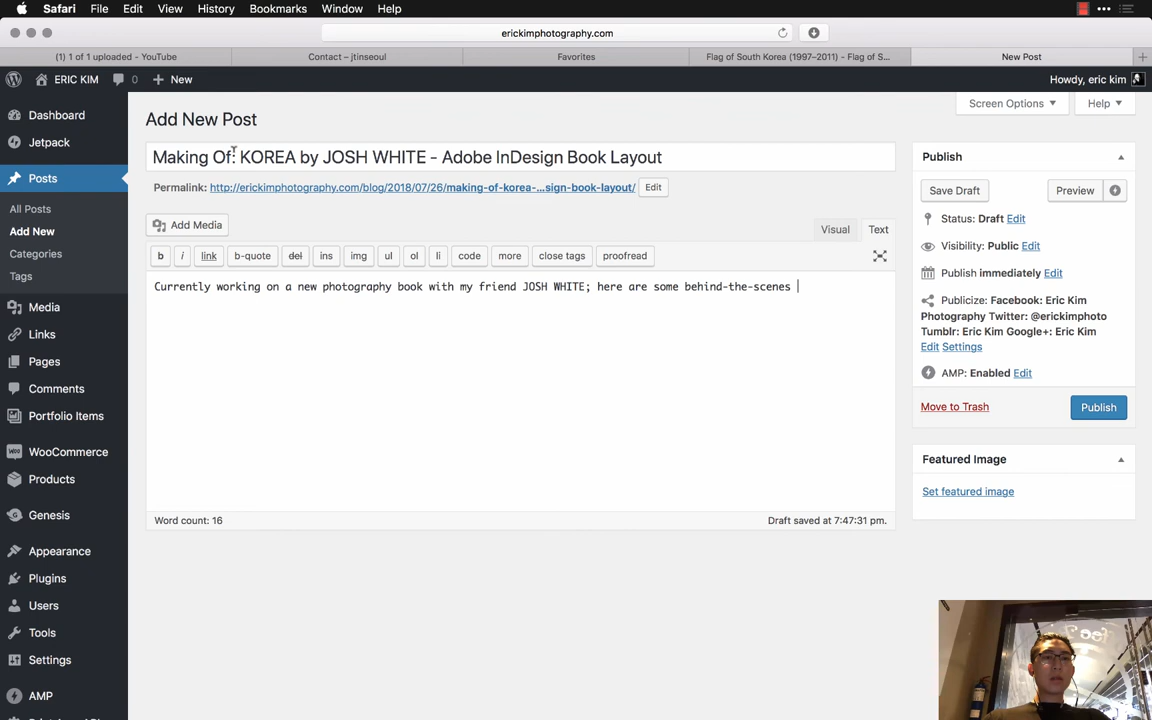 Safari File Edit View History Bookmarks Window Help
erickimphotography.com
(1) 1 of 1 uploaded - YouTube Contact – jtinseoul Favorites Flag of South Korea (1997–2011) - Flag of S... New Post
ERIC KIM 0 + New Howdy, eric kim
Screen Options Help
Dashboard
Jetpack
Posts
All Posts
Add New
Categories
Tags
Media
Links
Pages
Comments
Portfolio Items
WooCommerce
Products
Genesis
Appearance
Plugins
Users
Tools
Settings
AMP
Add New Post
Making Of: KOREA by JOSH WHITE - Adobe InDesign Book Layout
Permalink: http://erickimphotography.com/blog/2018/07/26/making-of-korea-...sign-book-layout/ Edit
Add Media
Visual Text
b i link b-quote del ins img ul ol li code more close tags proofread
Currently working on a new photography book with my friend JOSH WHITE; here are some behind-the-scenes
Word count: 16 Draft saved at 7:47:31 pm.
Publish
Save Draft Preview
Status: Draft Edit
Visibility: Public Edit
Publish immediately Edit
Publicize: Facebook: Eric Kim
Photography Twitter: @erickimphoto
Tumblr: Eric Kim Google+: Eric Kim
Edit Settings
AMP: Enabled Edit
Move to Trash Publish
Featured Image
Set featured image